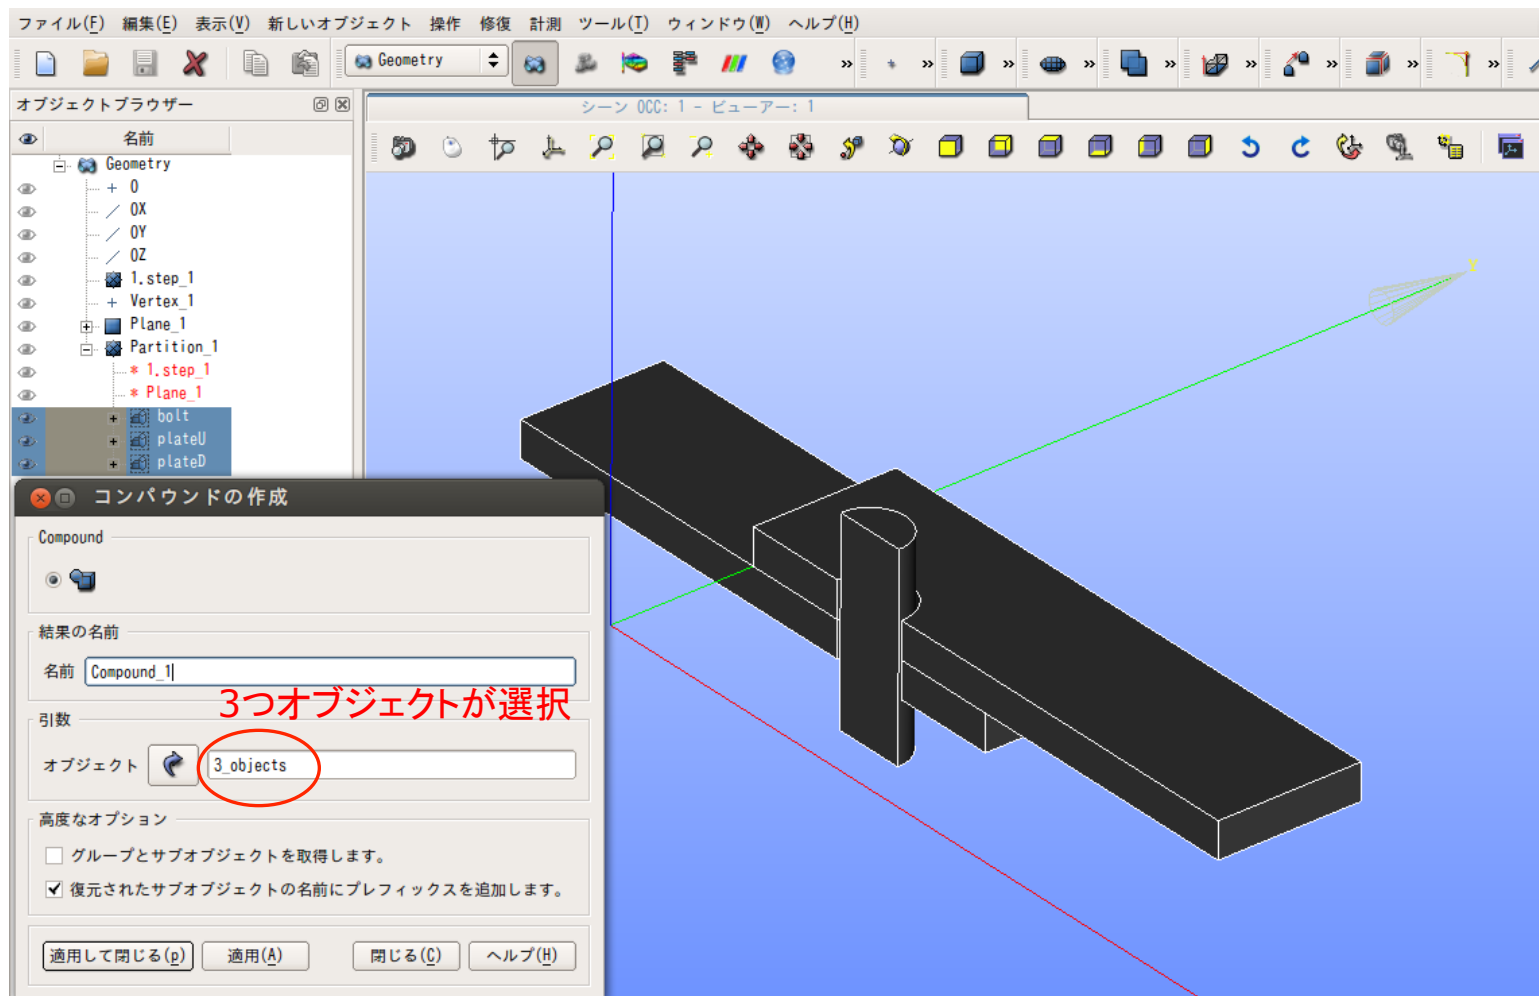 ファイル(F) 編集(E) 表示(V) 新しいオブジェクト 操作 修復 計測 ツール(T) ウィンドウ(W) ヘルプ(H)
Geometry
オブジェクトブラウザー
シーン OCC: 1 - ビューアー: 1
名前
Geometry
O
OX
OY
OZ
1.step_1
Vertex_1
Plane_1
Partition_1
* 1.step_1
* Plane_1
bolt
plateU
plateD
Y
コンパウンドの作成
Compound
結果の名前
名前 Compound_1
3つオブジェクトが選択
引数
オブジェクト 3_objects
高度なオプション
グループとサブオブジェクトを取得します。
復元されたサブオブジェクトの名前にプレフィックスを追加します。
適用して閉じる(p) 適用(A) 閉じる(C) ヘルプ(H)